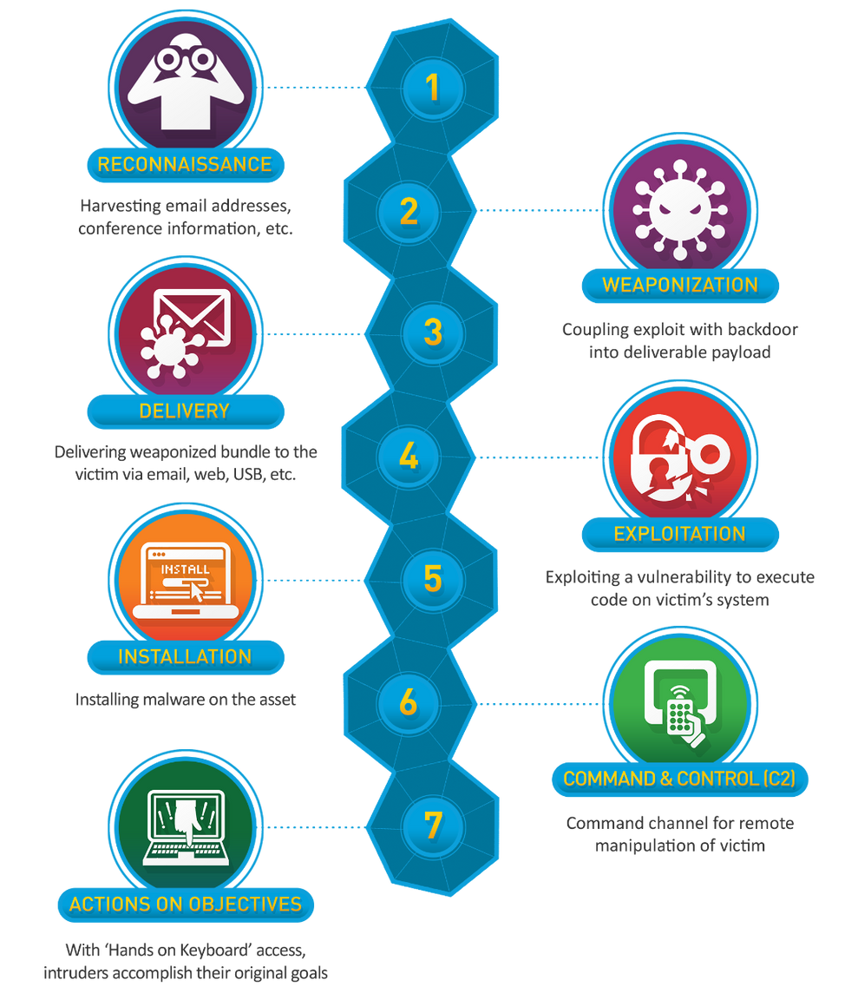 1
RECONNAISSANCE
Harvesting email addresses,
conference information, etc.
2
WEAPONIZATION
Coupling exploit with backdoor
into deliverable payload
3
DELIVERY
Delivering weaponized bundle to the
victim via email, web, USB, etc.
4
EXPLOITATION
Exploiting a vulnerability to execute
code on victim’s system
5
INSTALL
INSTALLATION
Installing malware on the asset
6
COMMAND & CONTROL (C2)
Command channel for remote
manipulation of victim
7
ACTIONS ON OBJECTIVES
With ‘Hands on Keyboard’ access,
intruders accomplish their original goals